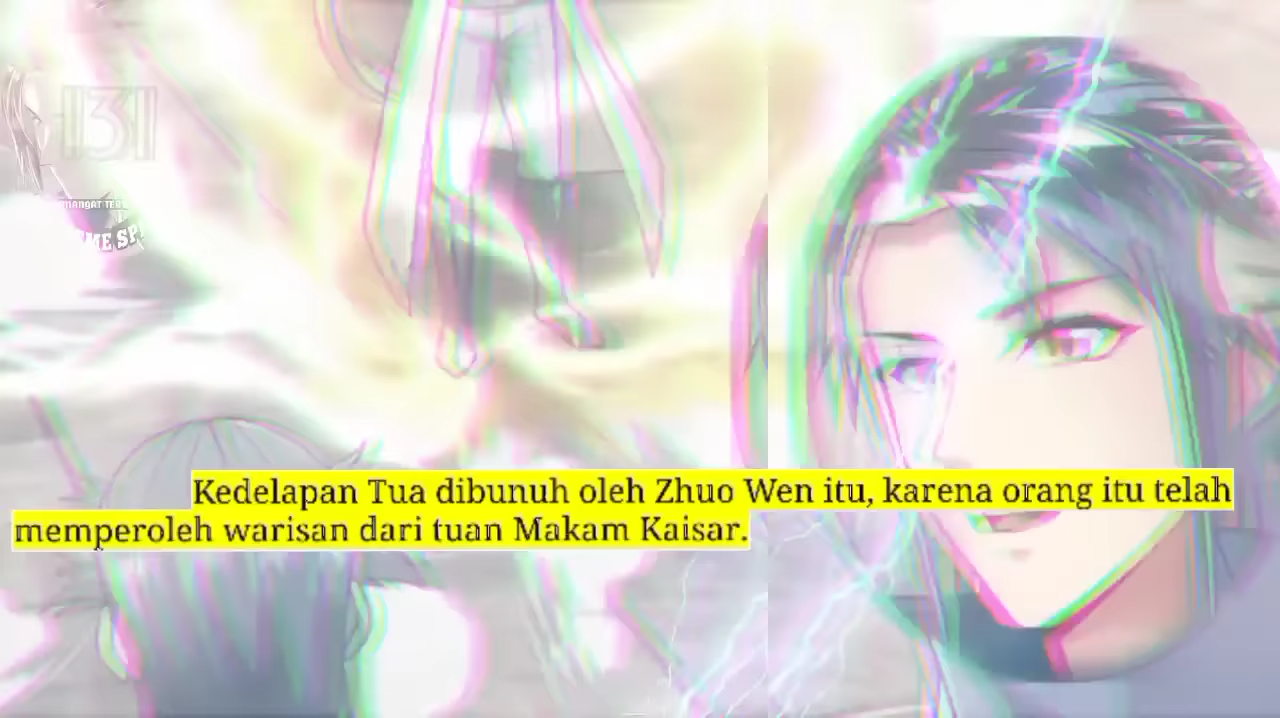 Kedelapan Tua dibunuh oleh Zhuo Wen itu, karena orang itu telah
memperoleh warisan dari tuan Makam Kaisar.